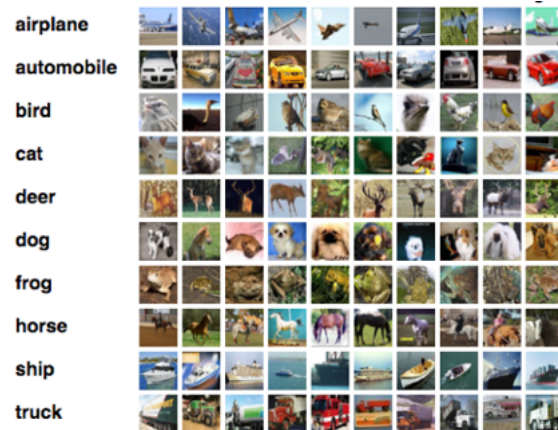 airplane
automobile
bird
cat
deer
dog
frog
horse
ship
truck